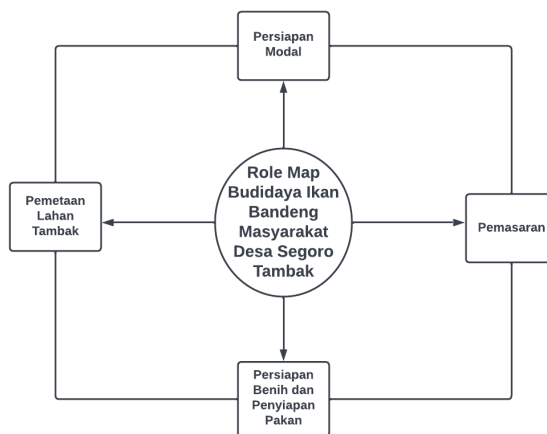 Persiapan
Modal
Role Map
Budidaya Ikan
Bandeng
Masyarakat
Desa Segoro
Tambak
Pemetaan
Lahan
Tambak
Pemasaran
Persiapan
Benih dan
Penyiapan
Pakan